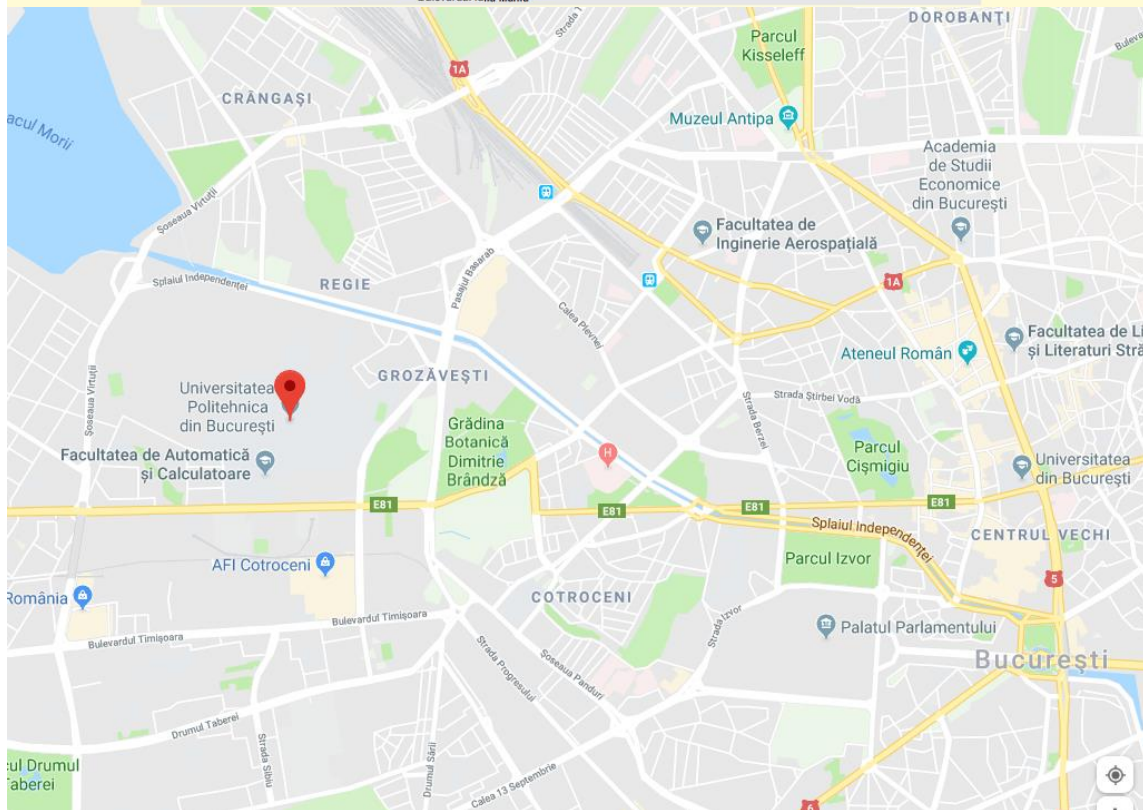 DOROBANȚI
Parcul
Kisseleff
1A
CRÂNGAȘI
Muzeul Antipa
Academia
de Studii
Economice
din București
acul Morii
Șoseaua Virtuții
Facultatea de
Inginerie Aerospațială
Splaiul Independenței
REGIE
Pasajul Basarab
1A
Calea Plevnei
Facultatea de Li
și Literaturi Stră
Ateneul Român
Șoseaua Virtuții
Universitatea
Politehnica
din București
GROZĂVEȘTI
Strada Știrbei Vodă
Strada Berzei
Grădina
Botanică
Dimitrie
Brândză
Parcul
Cișmigiu
Facultatea de Automatică
și Calculatoare
H
Universitatea
din București
E81
E81
E81
E81
Splaiul Independenței
CENTRUL VECHI
AFI Cotroceni
Parcul Izvor
5
România
COTROCENI
Bulevardul Timișoara
Bulevardul Timișoara
Strada Izvor
Palatul Parlamentului
București
Strada Progresului
Șoseaua Panduri
Drumul Taberei
Strada Sibiu
Drumul Sării
cul Drumul
Taberei
Calea 13 Septembrie
6